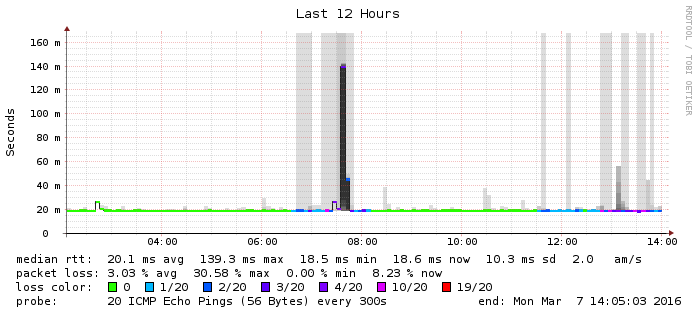 Last 12 Hours
RRDTOOL / TOBI OETIKER
Seconds
160 m
140 m
120 m
100 m
80 m
60 m
40 m
20 m
0
04:00 06:00 08:00 10:00 12:00 14:00
median rtt: 20.1 ms avg 139.3 ms max 18.5 ms min 18.6 ms now 10.3 ms sd 2.0 am/s
packet loss: 3.03 % avg 30.58 % max 0.00 % min 8.23 % now
loss color: 0 1/20 2/20 3/20 4/20 10/20 19/20
probe: 20 ICMP Echo Pings (56 Bytes) every 300s end: Mon Mar 7 14:05:03 2016